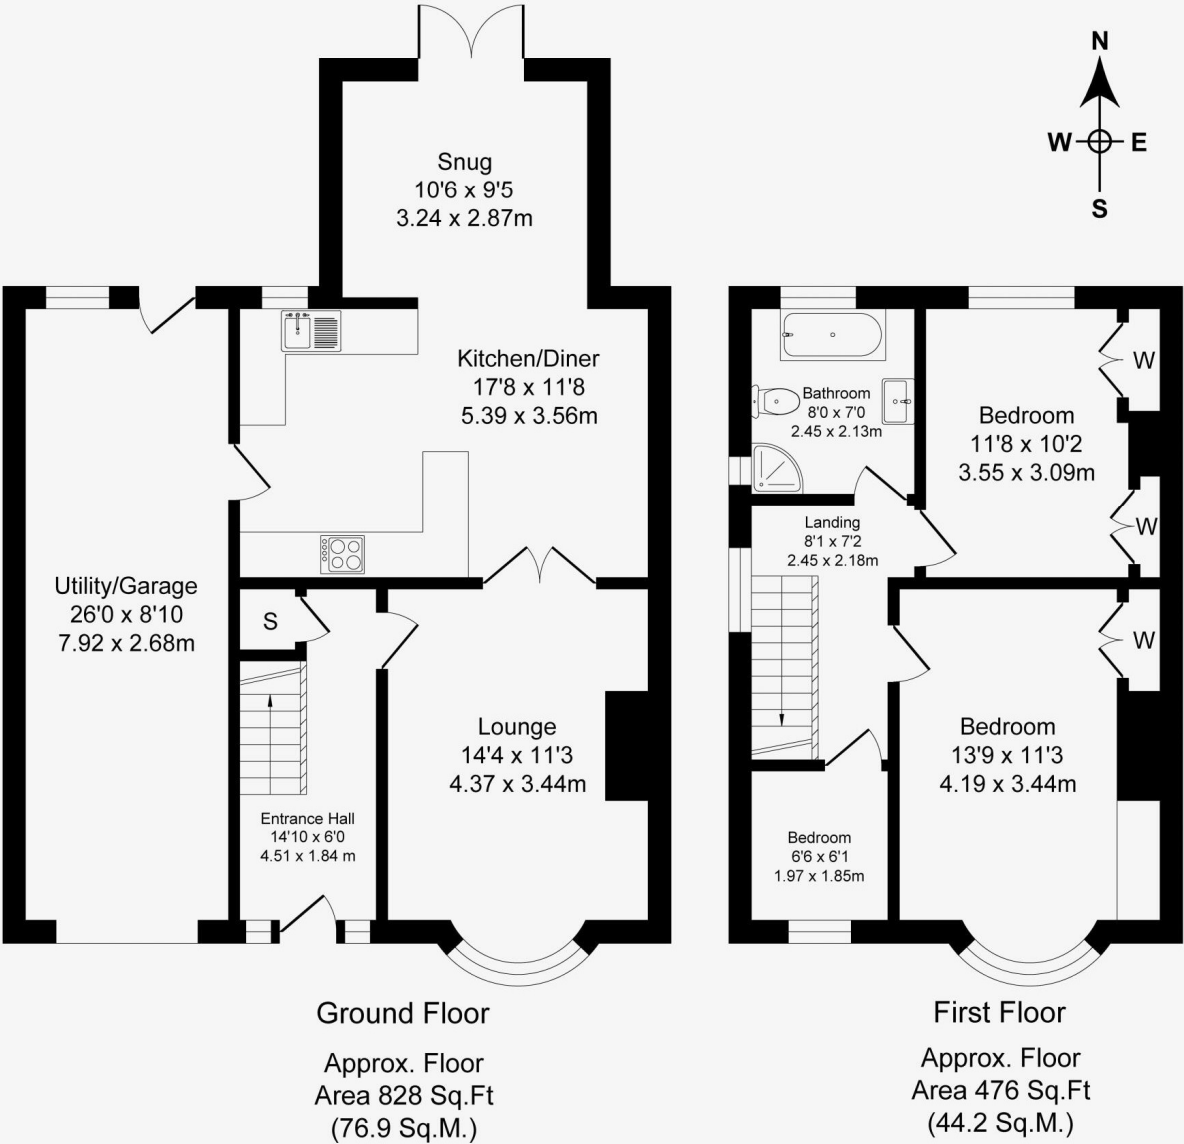 N
W
E
S
Snug
10'6 x 9'5
3.24 x 2.87m
Kitchen/Diner
17'8 x 11'8
5.39 x 3.56m
Utility/Garage
26'0 x 8'10
7.92 x 2.68m
S
Lounge
14'4 x 11'3
4.37 x 3.44m
Entrance Hall
14'10 x 6'0
4.51 x 1.84 m
Ground Floor
Approx. Floor
Area 828 Sq.Ft
(76.9 Sq.M.)
Bathroom
8'0 x 7'0
2.45 x 2.13m
W
Bedroom
11'8 x 10'2
3.55 x 3.09m
W
Landing
8'1 x 7'2
2.45 x 2.18m
W
Bedroom
13'9 x 11'3
4.19 x 3.44m
Bedroom
6'6 x 6'1
1.97 x 1.85m
First Floor
Approx. Floor
Area 476 Sq.Ft
(44.2 Sq.M.)